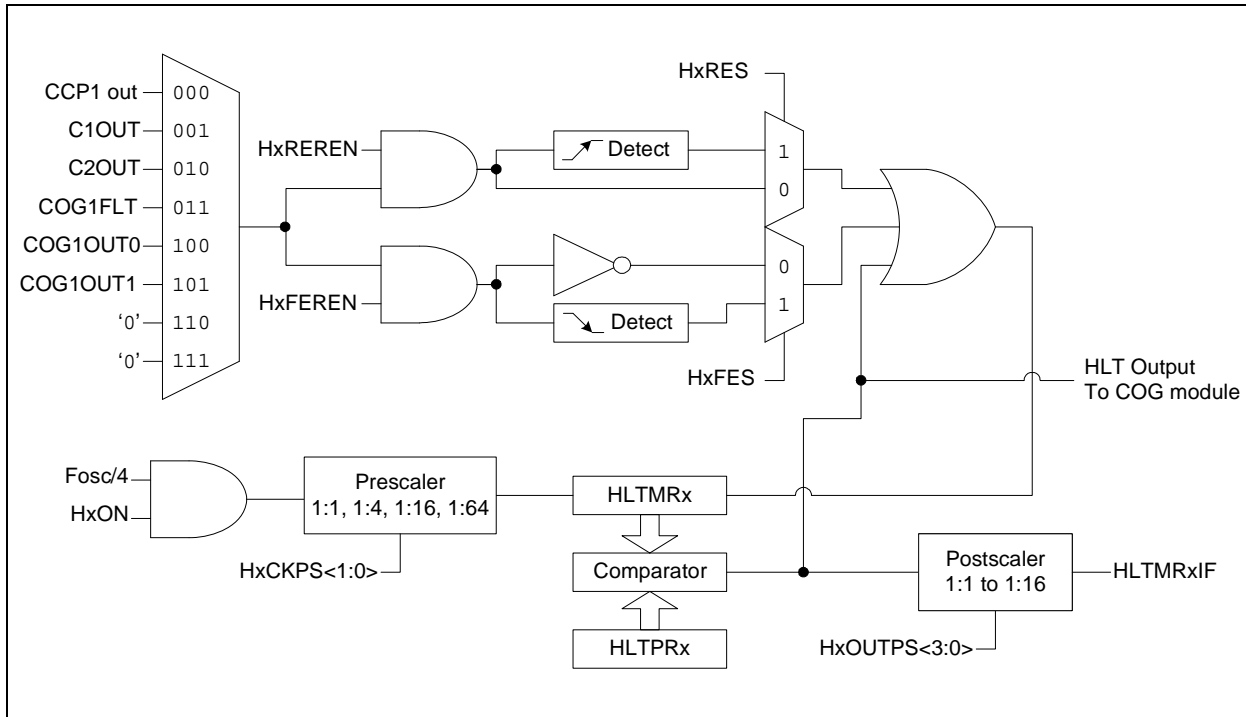 HxRES
CCP1 out
000
C1OUT
001
HxREREN
Detect
1
C2OUT
010
0
COG1FLT
011
COG1OUT0
100
0
COG1OUT1
101
HxFEREN
1
Detect
‘0’
110
‘0’
111
HxFES
HLT Output
To COG module
Fosc/4
HxON
Prescaler
1:1, 1:4, 1:16, 1:64
HLTMRx
HxCKPS<1:0>
Comparator
Postscaler
1:1 to 1:16
HLTMRxIF
HLTPRx
HxOUTPS<3:0>